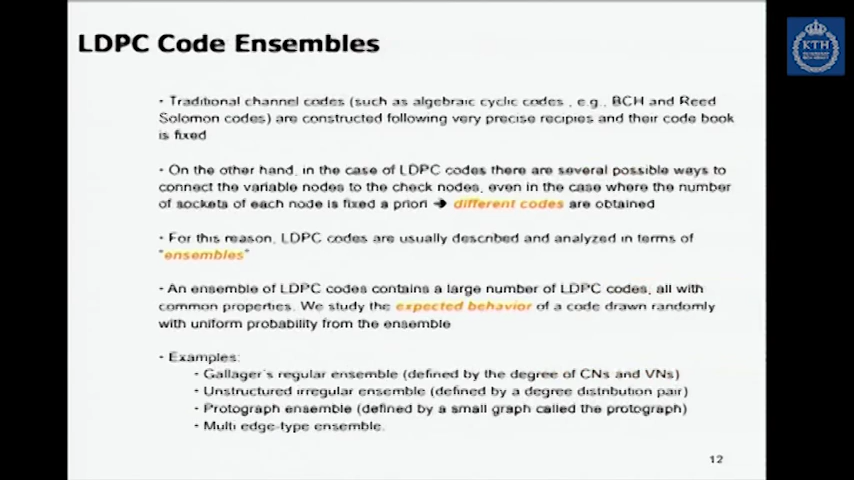 LDPC Code Ensembles
KTH
• Traditional channel codes (such as algebraic cyclic codes , e.g., BCH and Reed
Solomon codes) are constructed following very precise recipies and their code book
is fixed
• On the other hand, in the case of LDPC codes there are several possible ways to
connect the variable nodes to the check nodes, even in the case where the number
of sockets of each node is fixed a priori ➔ different codes are obtained
• For this reason, LDPC codes are usually described and analyzed in terms of
"ensembles"
• An ensemble of LDPC codes contains a large number of LDPC codes, all with
common properties. We study the expected behavior of a code drawn randomly
with uniform probability from the ensemble
• Examples:
- Gallager's regular ensemble (defined by the degree of CNs and VNs)
- Unstructured irregular ensemble (defined by a degree distribution pair)
- Protograph ensemble (defined by a small graph called the protograph)
- Multi edge-type ensemble.
12